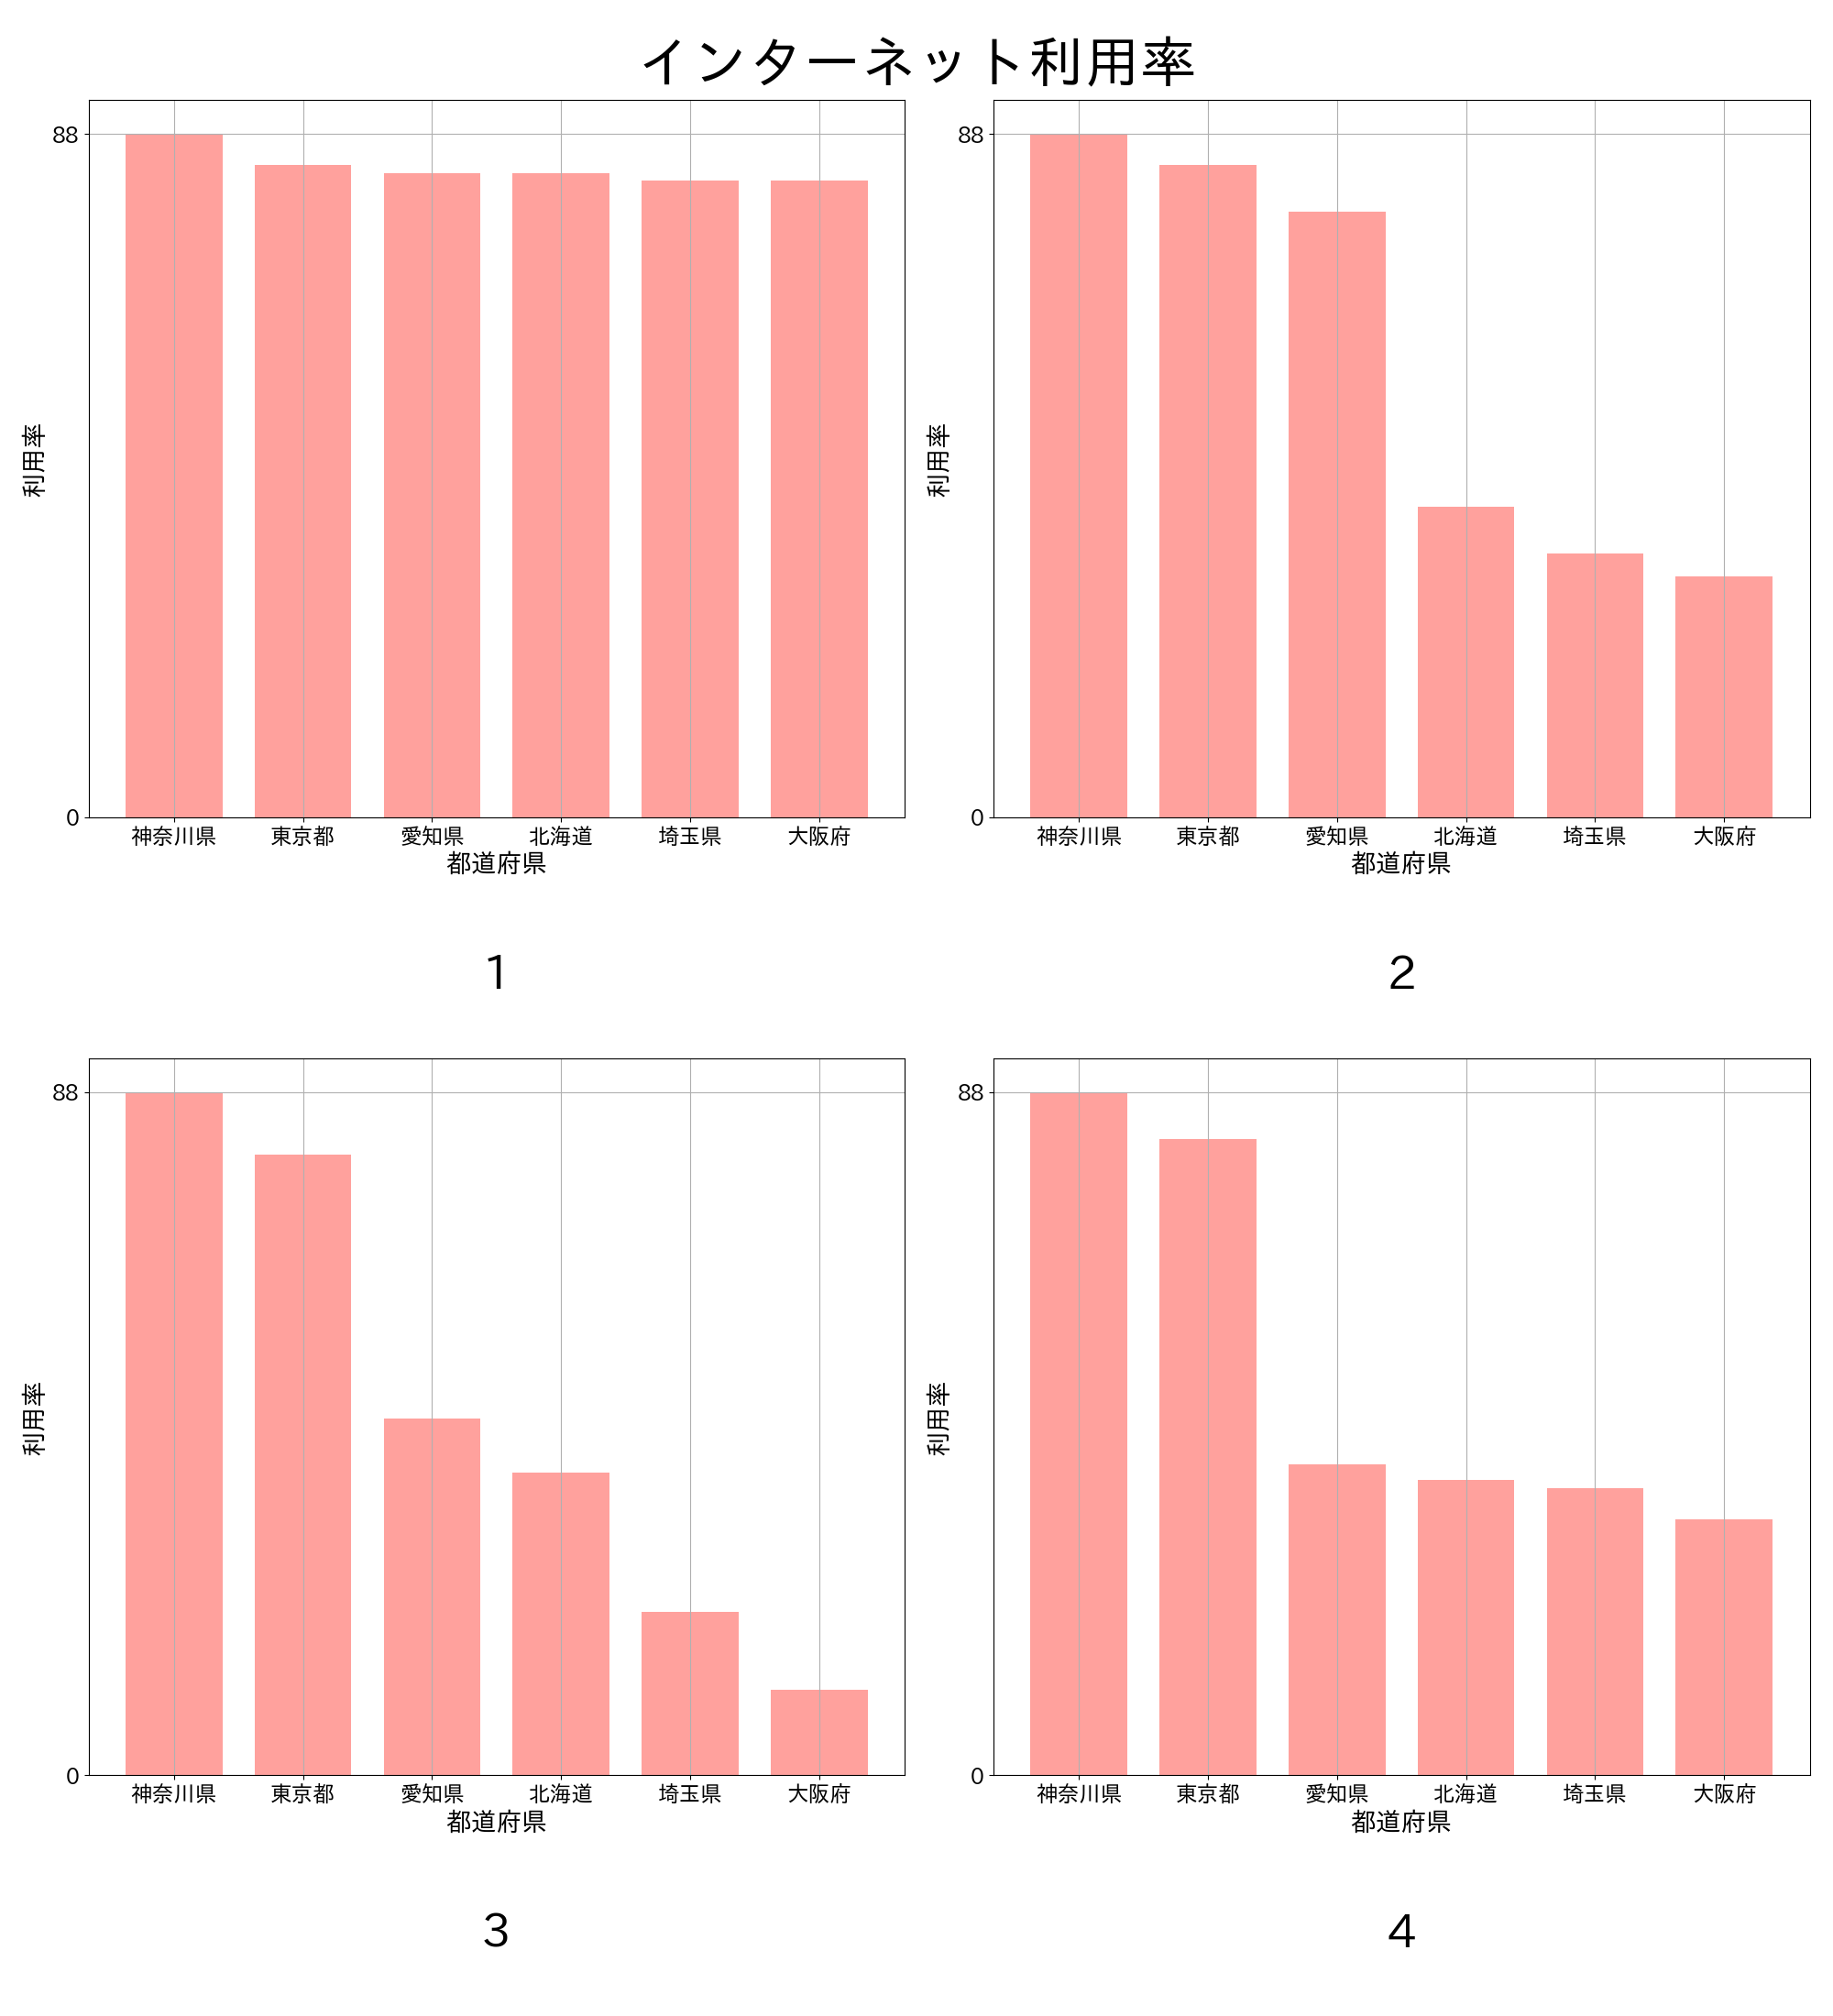 インターネット利用率
88
0
利用率
神奈川県 東京都 愛知県 北海道 埼玉県 大阪府
都道府県
1
88
0
利用率
神奈川県 東京都 愛知県 北海道 埼玉県 大阪府
都道府県
2
88
0
利用率
神奈川県 東京都 愛知県 北海道 埼玉県 大阪府
都道府県
3
88
0
利用率
神奈川県 東京都 愛知県 北海道 埼玉県 大阪府
都道府県
4